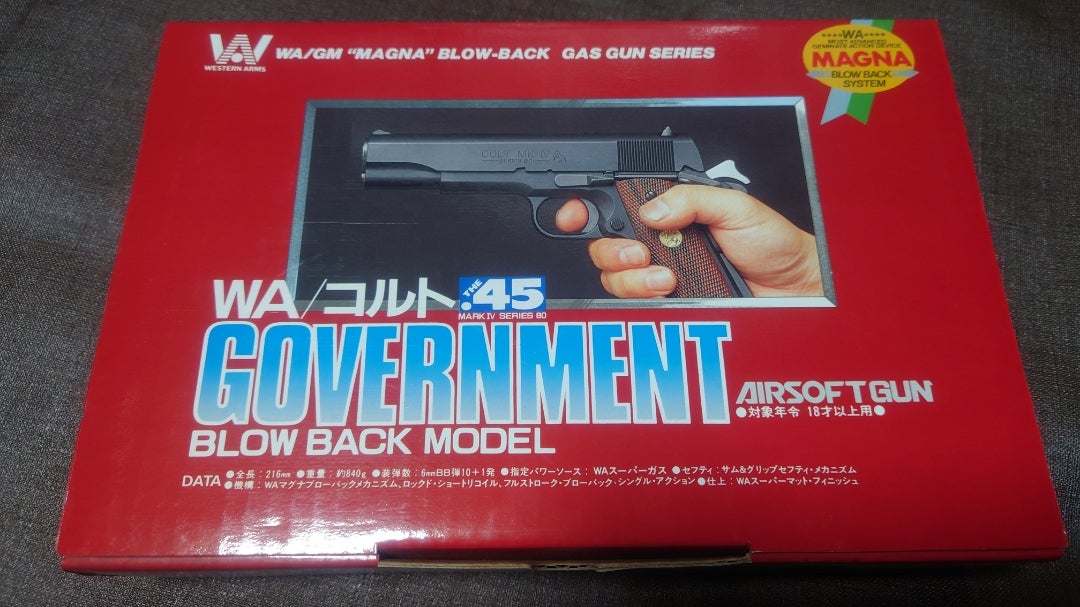 WESTERN ARMS
WA/GM "MAGNA" BLOW-BACK GAS GUN SERIES
★★★★WA★★★★
MOST ADVANCED
GEMINATE ACTION DEVICE
MAGNA
BLOW BACK
SYSTEM
COLT MK IV
SERIES 80
WA/コルト THE .45
MARK IV SERIES 80
GOVERNMENT
AIRSOFT GUN
●対象年令 18才以上用●
BLOW BACK MODEL
DATA ●全長：216mm ●重量：約840g ●装弾数：6mmBB弾10+1発 ●指定パワーソース：WAスーパーガス ●セフティ：サム&グリップセフティ・メカニズム
●機構：WAマグナブローバックメカニズム、ロックド・ショートリコイル、フルストローク・ブローバック・シングル・アクション ●仕上：WAスーパーマット・フィニッシュ